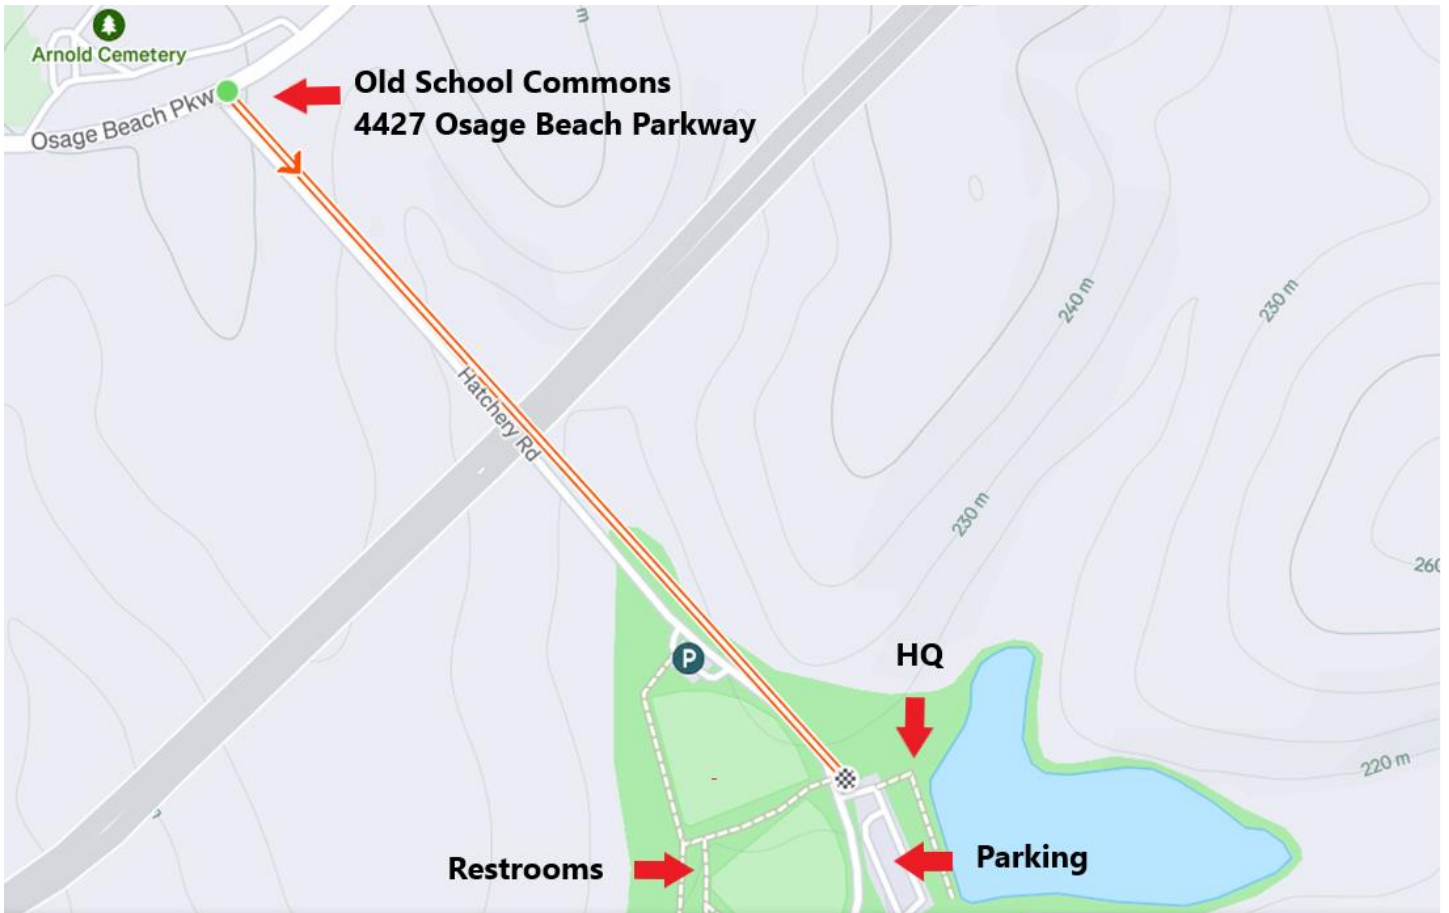 m
Arnold Cemetery
Old School Commons
4427 Osage Beach Parkway
Osage Beach Pkwy
240 m
230 m
Hatchery Rd
230 m
260
P
HQ
220 m
Restrooms
Parking